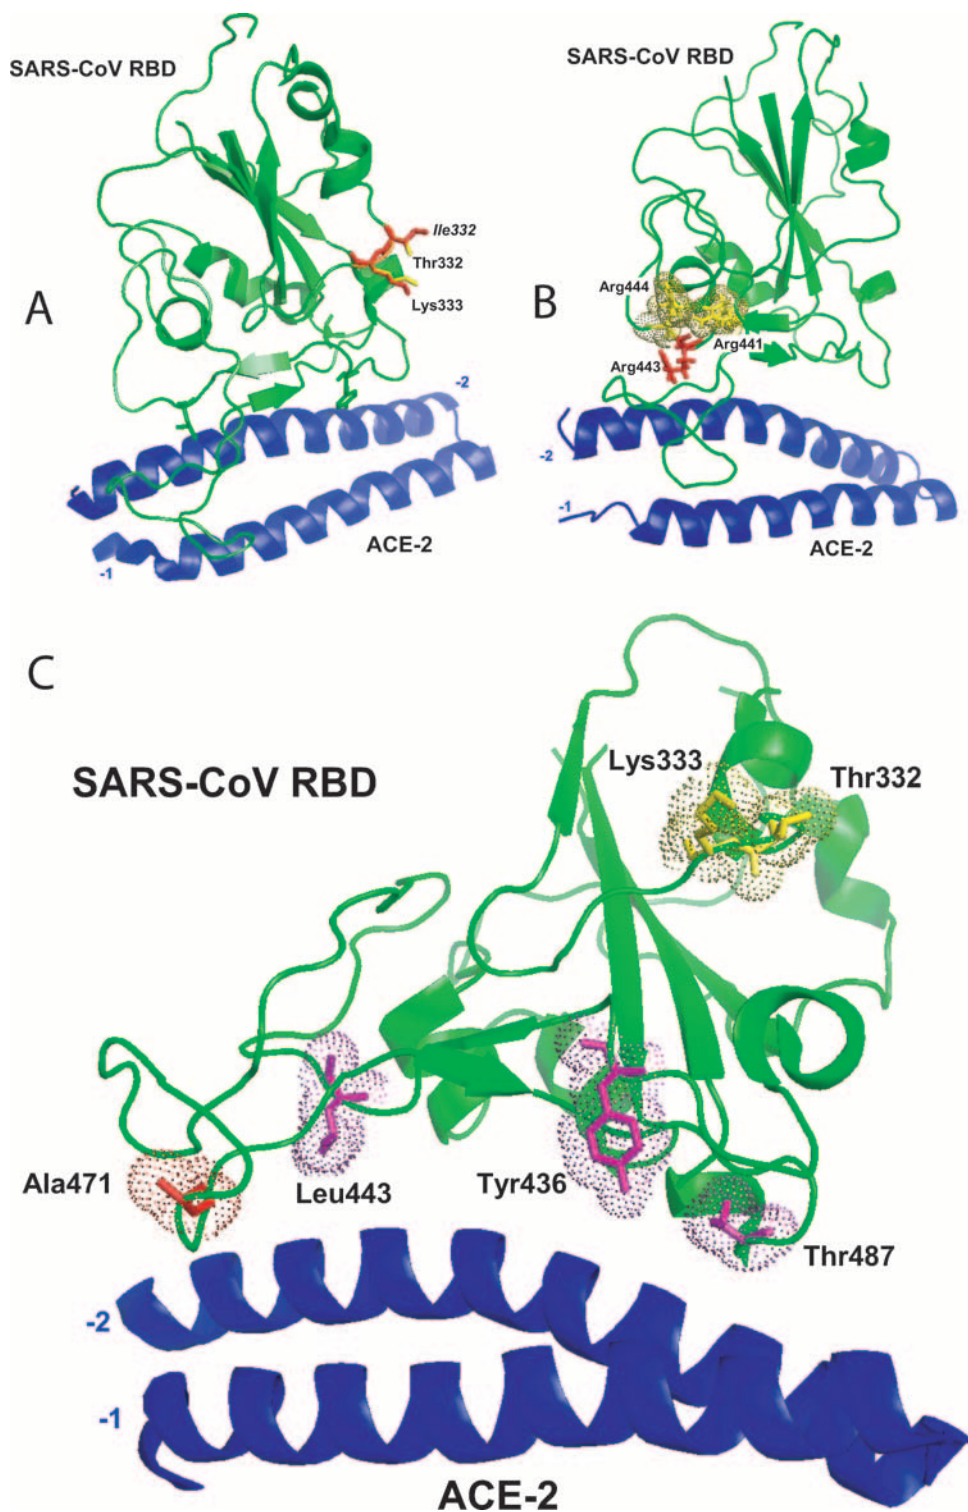 SARS-CoV RBD
Ile332
Thr332
Lys333
A
-2
ACE-2
-1
SARS-CoV RBD
Arg444
B
Arg441
Arg443
-2
-1
ACE-2
C
SARS-CoV RBD
Lys333
Thr332
Ala471
Leu443
Tyr436
Thr487
-2
-1
ACE-2